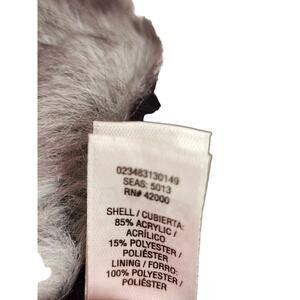 023483130149
SEAS: 5013
RN# 42000
SHELL / CUBIERTA:
85% ACRYLIC /
ACRÍLICO
15% POLYESTER /
POLIÉSTER
LINING / FORRO:
100% POLYESTER /
POLIÉSTER